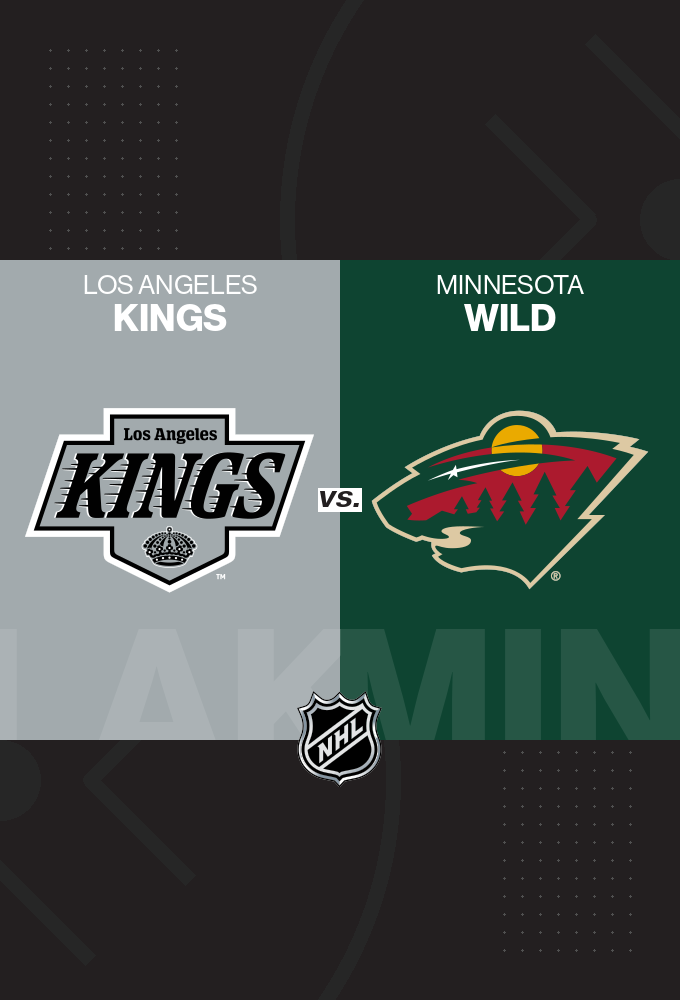 LOS ANGELES
KINGS
MINNESOTA
WILD
Los Angeles
KINGS
TM
vs.
®
LAK
MIN
NHL